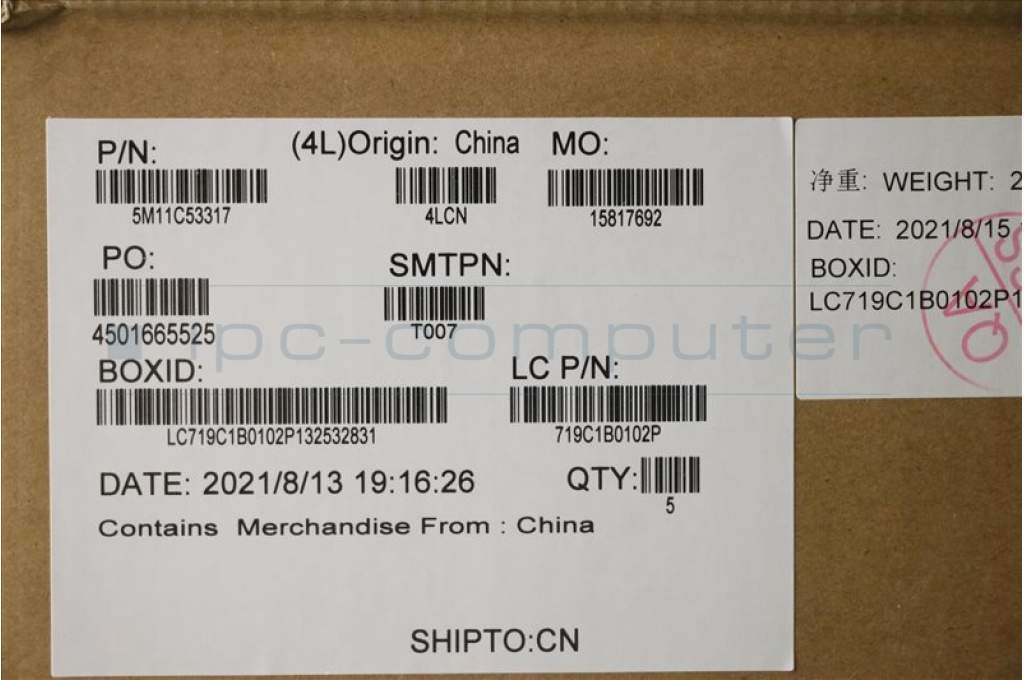 P/N:
5M11C53317
(4L)Origin: China
4LCN
MO:
15817692
PO:
4501665525
SMTPN:
T007
BOXID:
LC719C1B0102P132532831
LC P/N:
719C1B0102P
DATE: 2021/8/13 19:16:26
QTY:
5
Contains Merchandise From : China
SHIPTO:CN
净重: WEIGHT: 2
DATE: 2021/8/15
BOXID:
LC719C1B0102P1
QA
ipc-computer